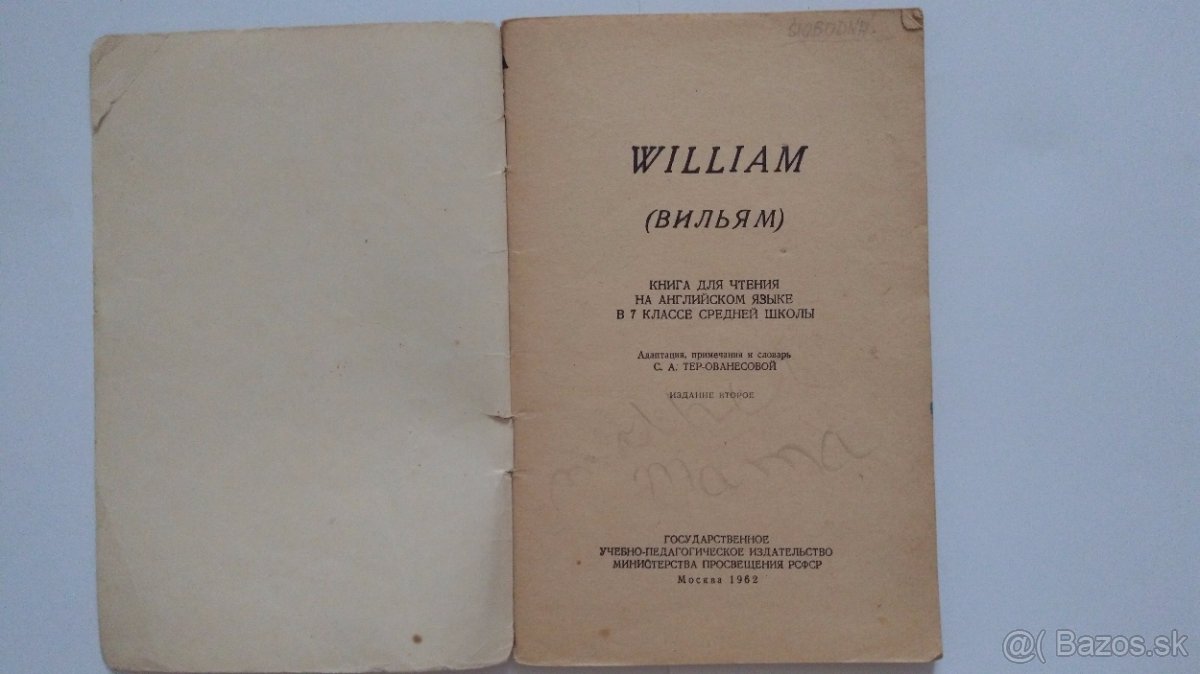 WILLIAM
(ВИЛЬЯМ)
КНИГА ДЛЯ ЧТЕНИЯ
НА АНГЛИЙСКОМ ЯЗЫКЕ
В 7 КЛАССЕ СРЕДНЕЙ ШКОЛЫ
Адаптация, примечания и словарь
С. А. ТЕР-ОВАНЕСОВОЙ
ИЗДАНИЕ ВТОРОЕ
ГОСУДАРСТВЕННОЕ
УЧЕБНО-ПЕДАГОГИЧЕСКОЕ ИЗДАТЕЛЬСТВО
МИНИСТЕРСТВА ПРОСВЕЩЕНИЯ РСФСР
Москва 1962
@( Bazos.sk